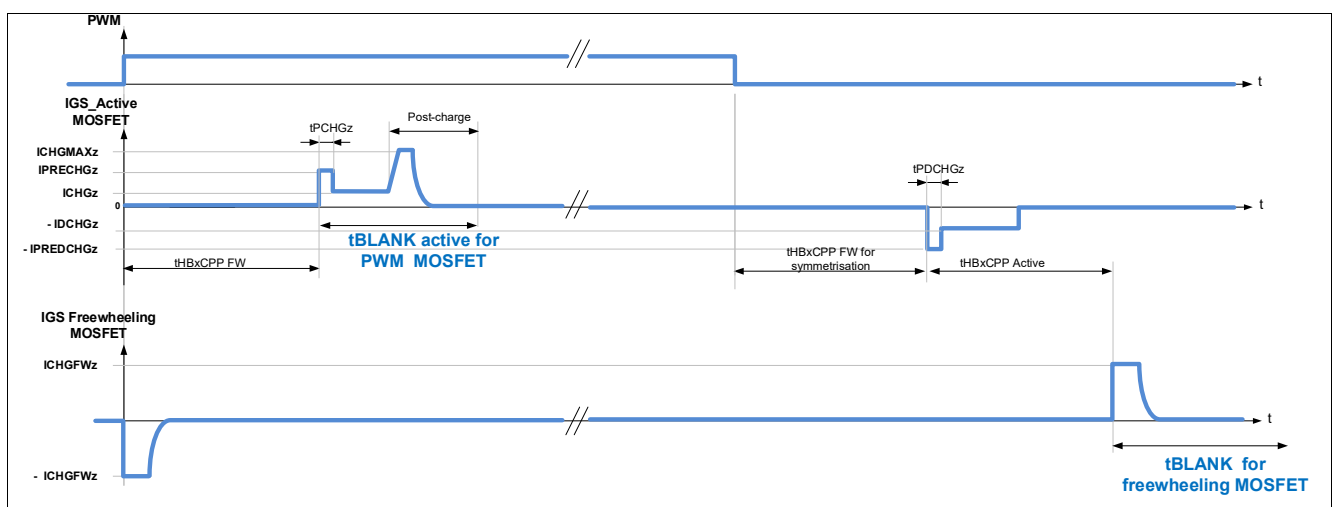 PWM
t
IGS_Active
MOSFET
tPCHGz
Post-charge
ICHGMAXz
IPRECHGz
ICHGz
0
- IDCHGz
- IPREDCHGz
tPDCHGz
t
tBLANK active for
PWM MOSFET
tHBxCPP FW
tHBxCPP FW for
symmetrisation
tHBxCPP Active
IGS Freewheeling
MOSFET
ICHGFWz
t
- ICHGFWz
tBLANK for
freewheeling MOSFET